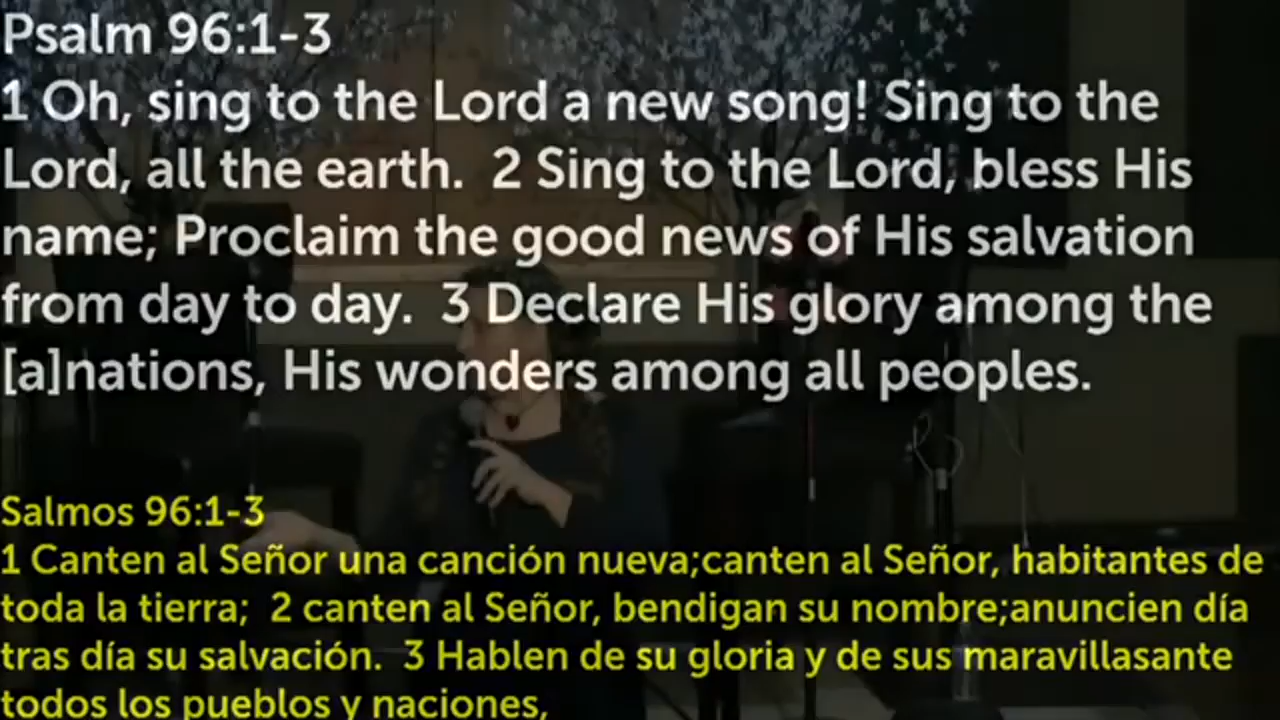 Psalm 96:1-3
1 Oh, sing to the Lord a new song! Sing to the
Lord, all the earth.  2 Sing to the Lord, bless His
name; Proclaim the good news of His salvation
from day to day.  3 Declare His glory among the
[a]nations, His wonders among all peoples.
Salmos 96:1-3
1 Canten al Señor una canción nueva;canten al Señor, habitantes de
toda la tierra;  2 canten al Señor, bendigan su nombre;anuncien día
tras día su salvación.  3 Hablen de su gloria y de sus maravillasante
todos los pueblos y naciones,